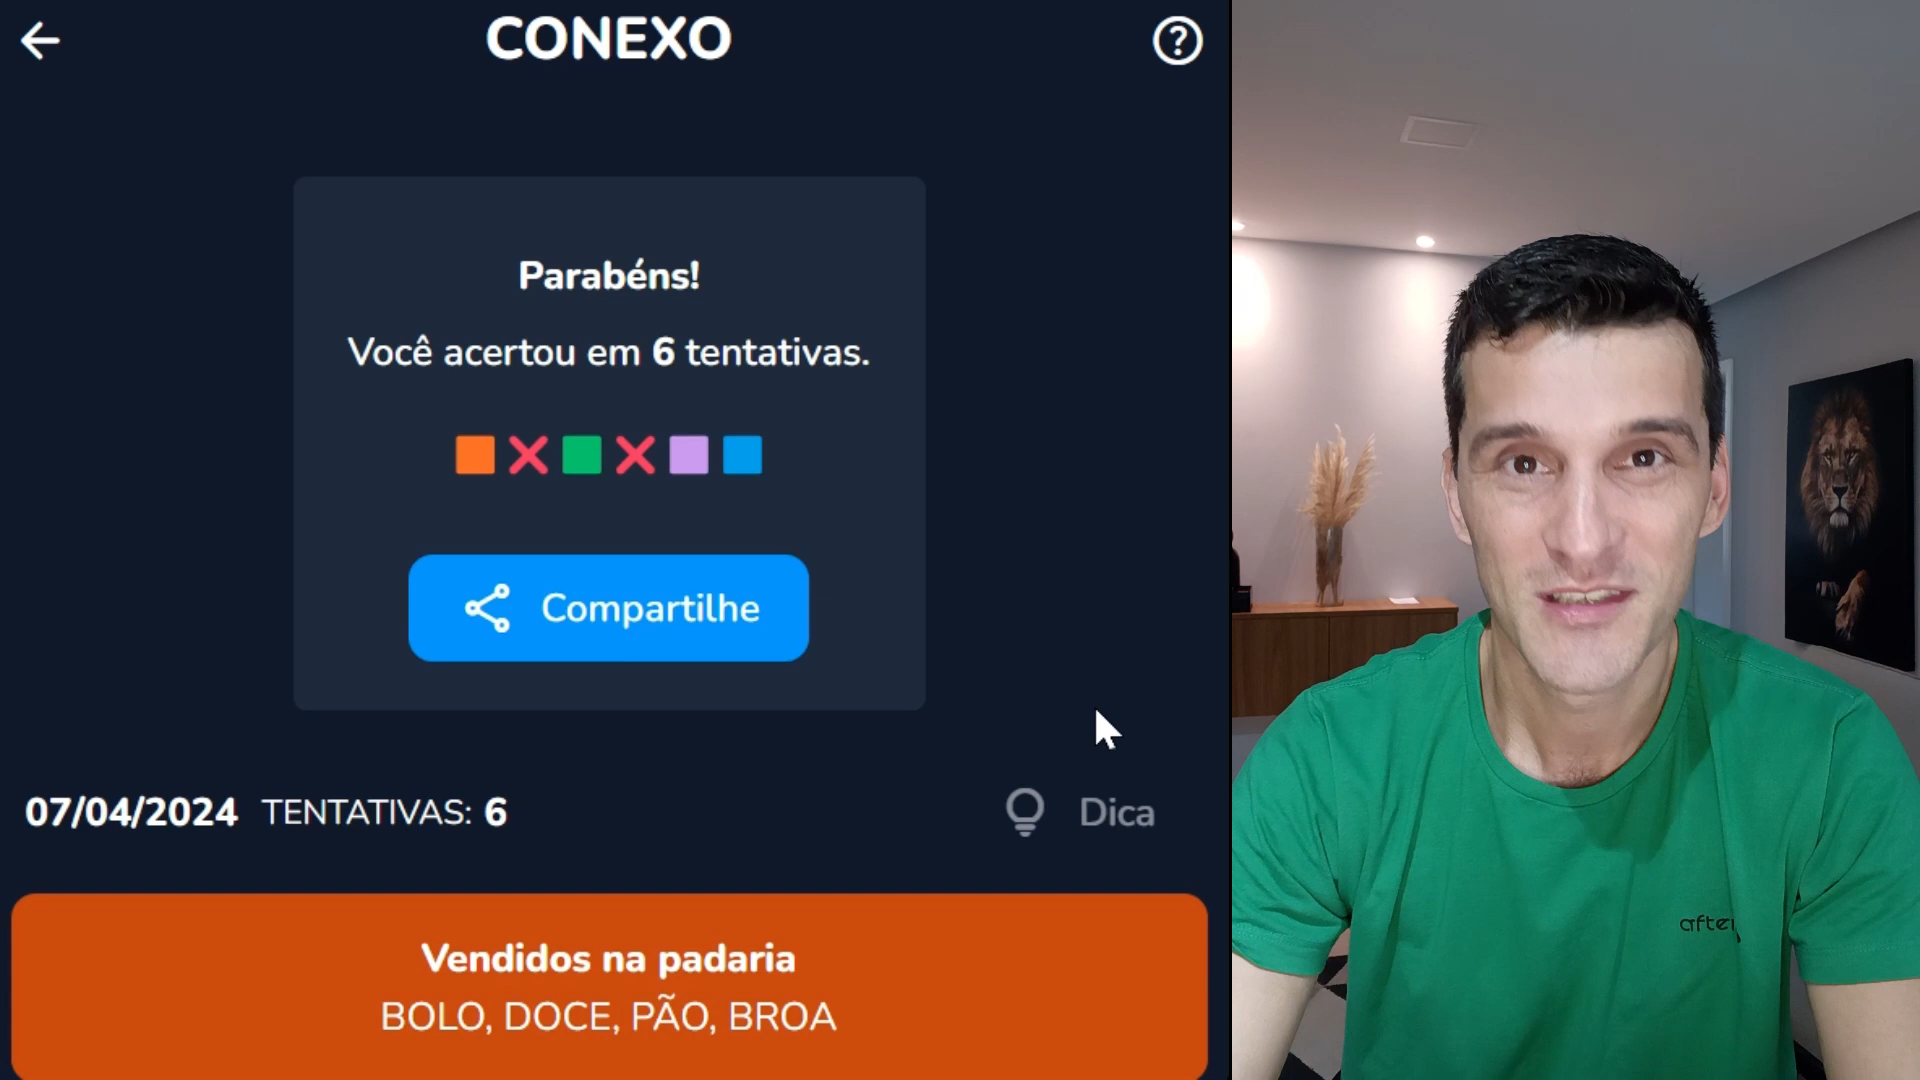 CONEXO
Parabéns!
Você acertou em 6 tentativas.
Compartilhe
07/04/2024 TENTATIVAS: 6
Dica
Vendidos na padaria
BOLO, DOCE, PÃO, BROA
after